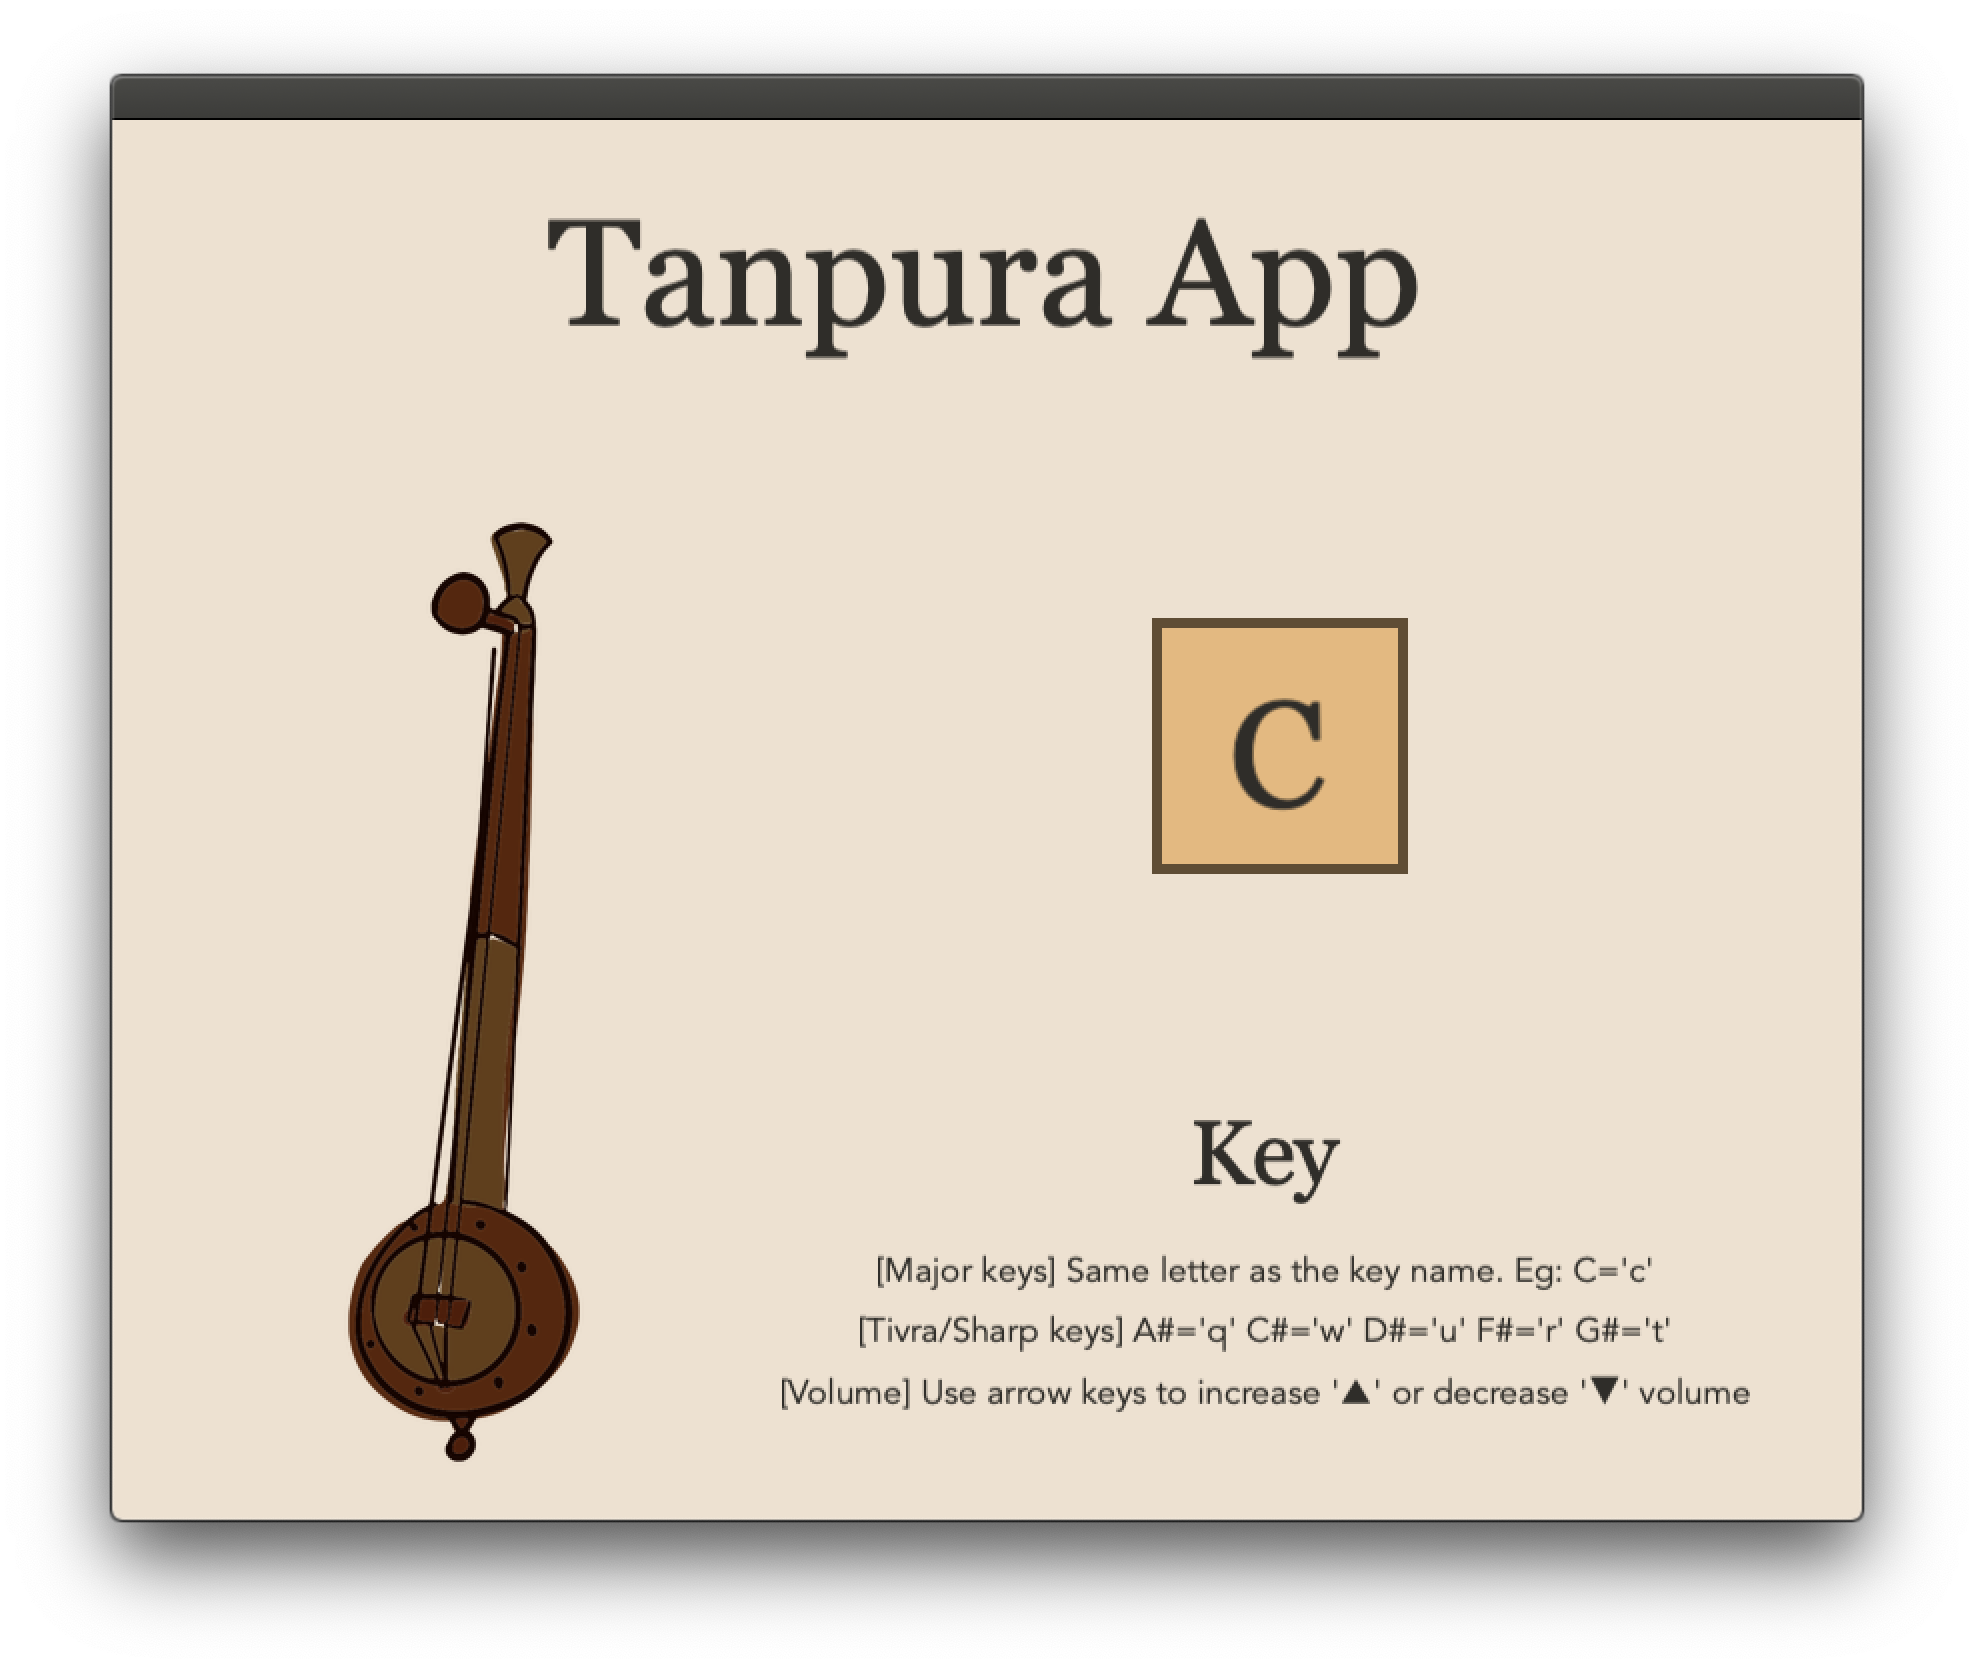 Tanpura App
C
Key
[Major keys] Same letter as the key name. Eg: C='c'
[Tivra/Sharp keys] A#='q' C#='w' D#='u' F#='r' G#='t'
[Volume] Use arrow keys to increase '▲' or decrease '▼' volume